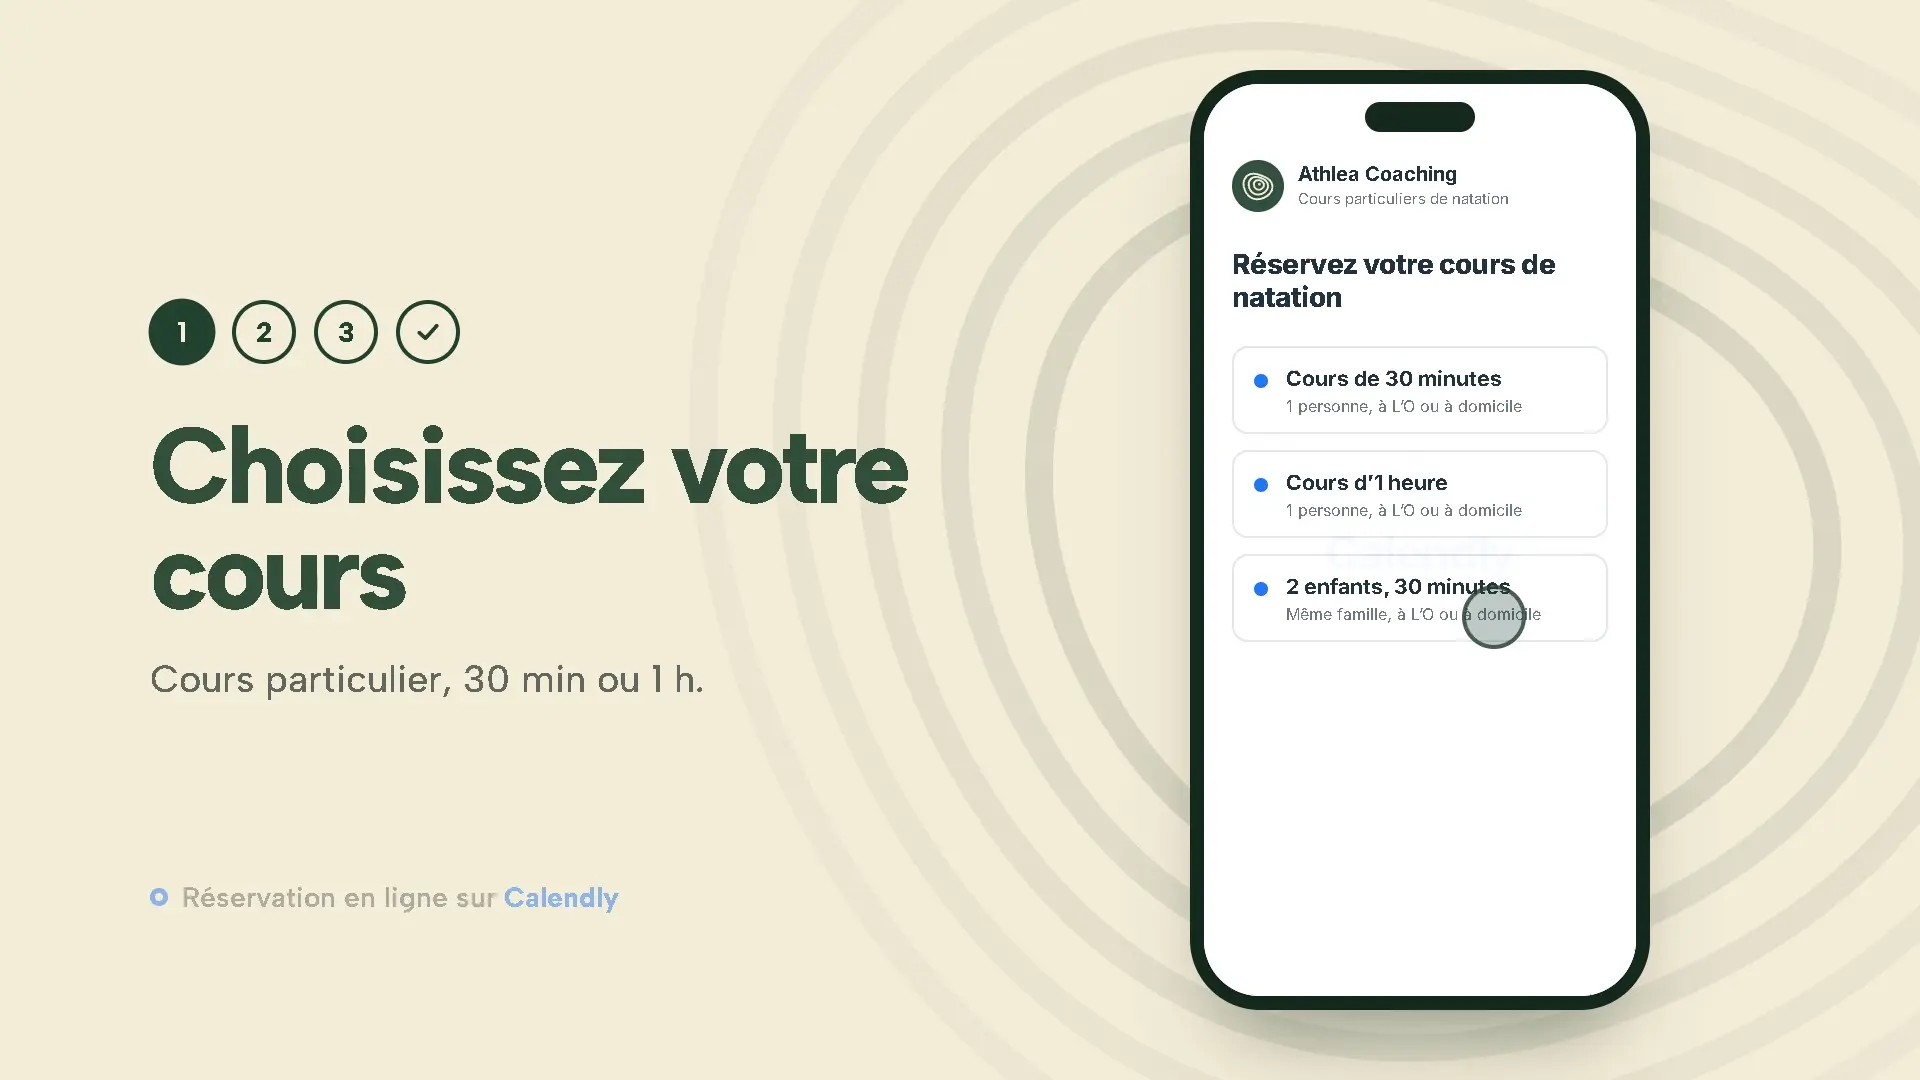 1 2 3
Choisissez votre
cours
Cours particulier, 30 min ou 1 h.
Réservation en ligne sur Calendly
Athlea Coaching
Cours particuliers de natation
Réservez votre cours de
natation
Cours de 30 minutes
1 personne, à L'O ou à domicile
Cours d'1 heure
1 personne, à L'O ou à domicile
Calendly
2 enfants, 30 minutes
Même famille, à L'O ou à domicile